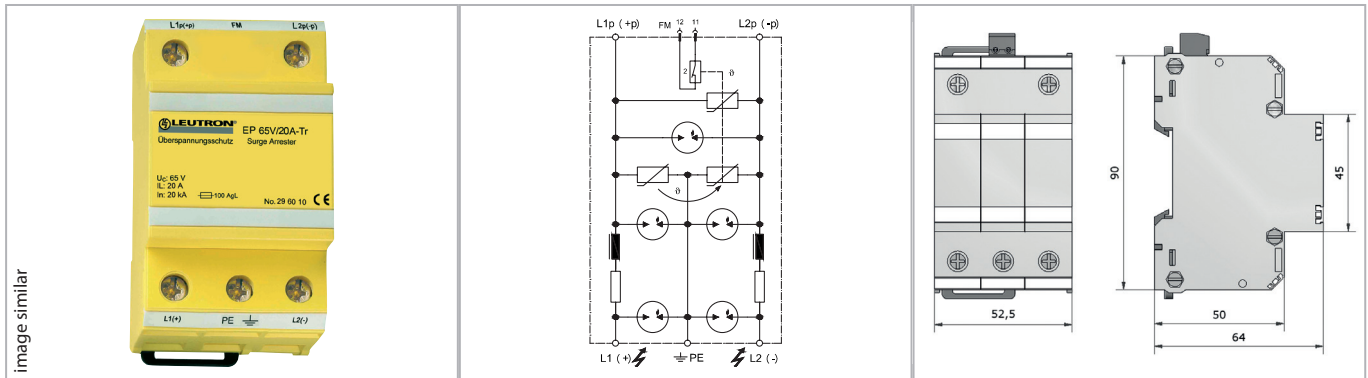 L1p(+p) FM L2p(-p)
LEUTRON®
EP 65V/20A-Tr
Überspannungsschutz Surge Arrester
Uc: 65 V
IL: 20 A
In: 20 kA 100 AgL
No. 29 60 10 CE
L1(+) PE L2(-)
image similar
L1p (+p) FM 12 11 L2p (-p)
2 ϑ
ϑ
L1 (+) PE L2 (-)
90
52,5
45
50
64